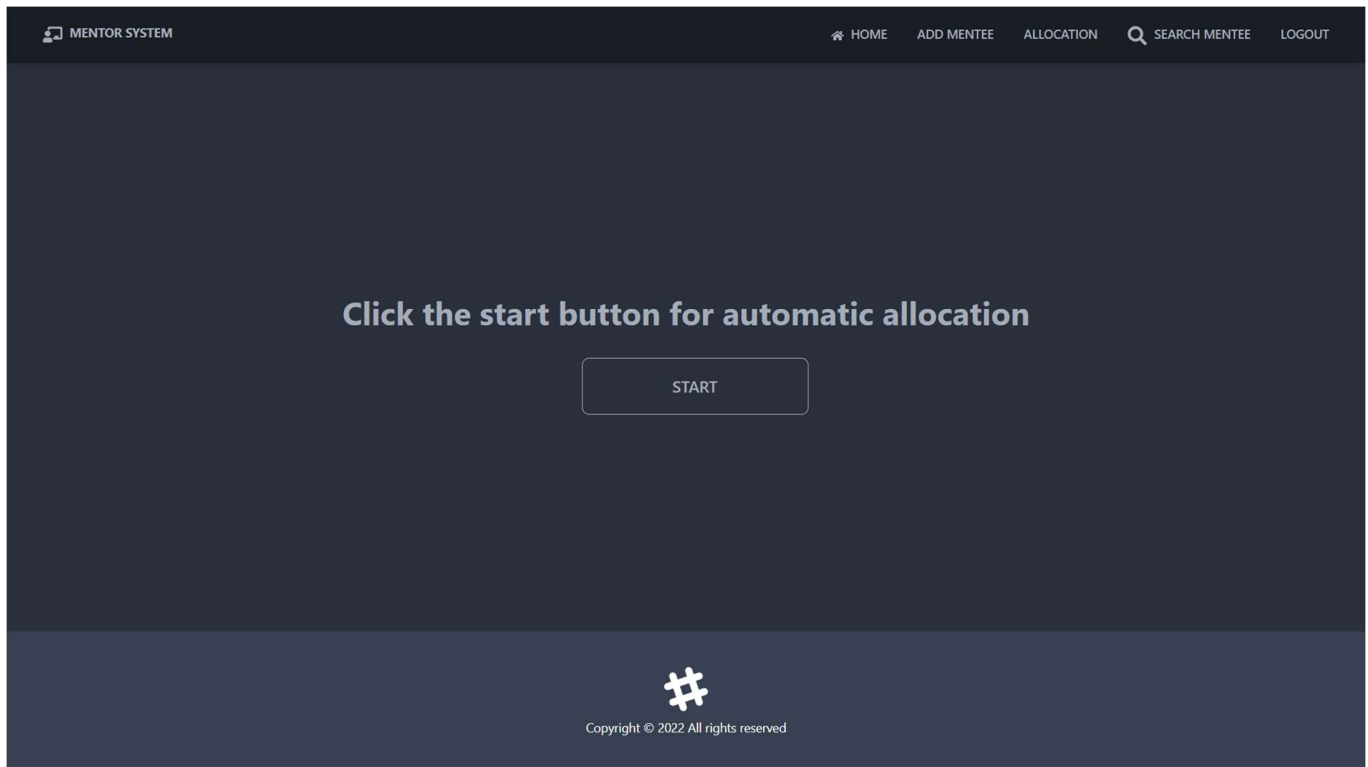 MENTOR SYSTEM
HOME ADD MENTEE ALLOCATION SEARCH MENTEE LOGOUT
Click the start button for automatic allocation
START
Copyright © 2022 All rights reserved